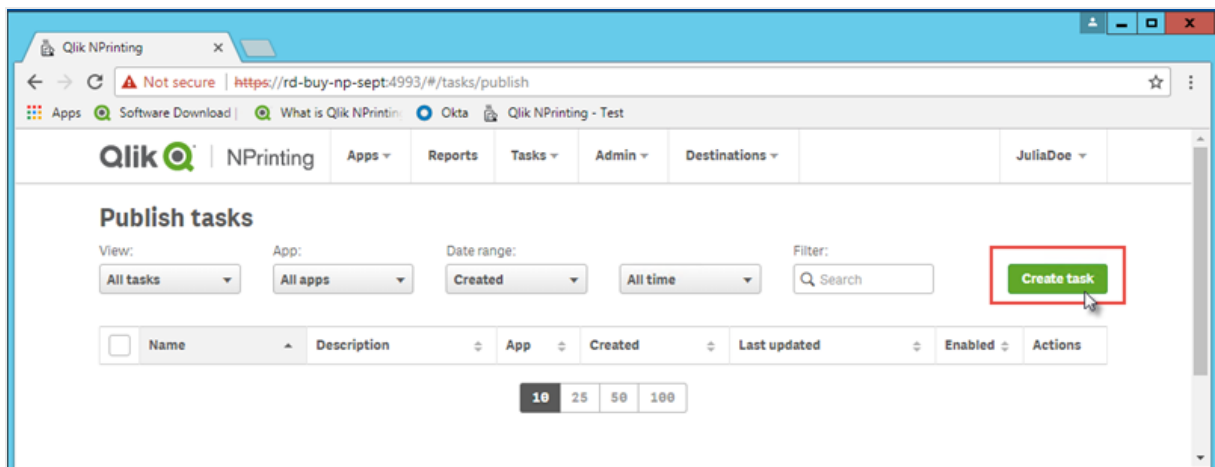 Qlik NPrinting
Not secure | https://rd-buy-np-sept:4993/#/tasks/publish
Apps Software Download | What is Qlik NPrintin Okta Qlik NPrinting - Test
Qlik NPrinting Apps Reports Tasks Admin Destinations JuliaDoe
Publish tasks
View: App: Date range: Filter:
All tasks All apps Created All time Search Create task
Name Description App Created Last updated Enabled Actions
10 25 50 100